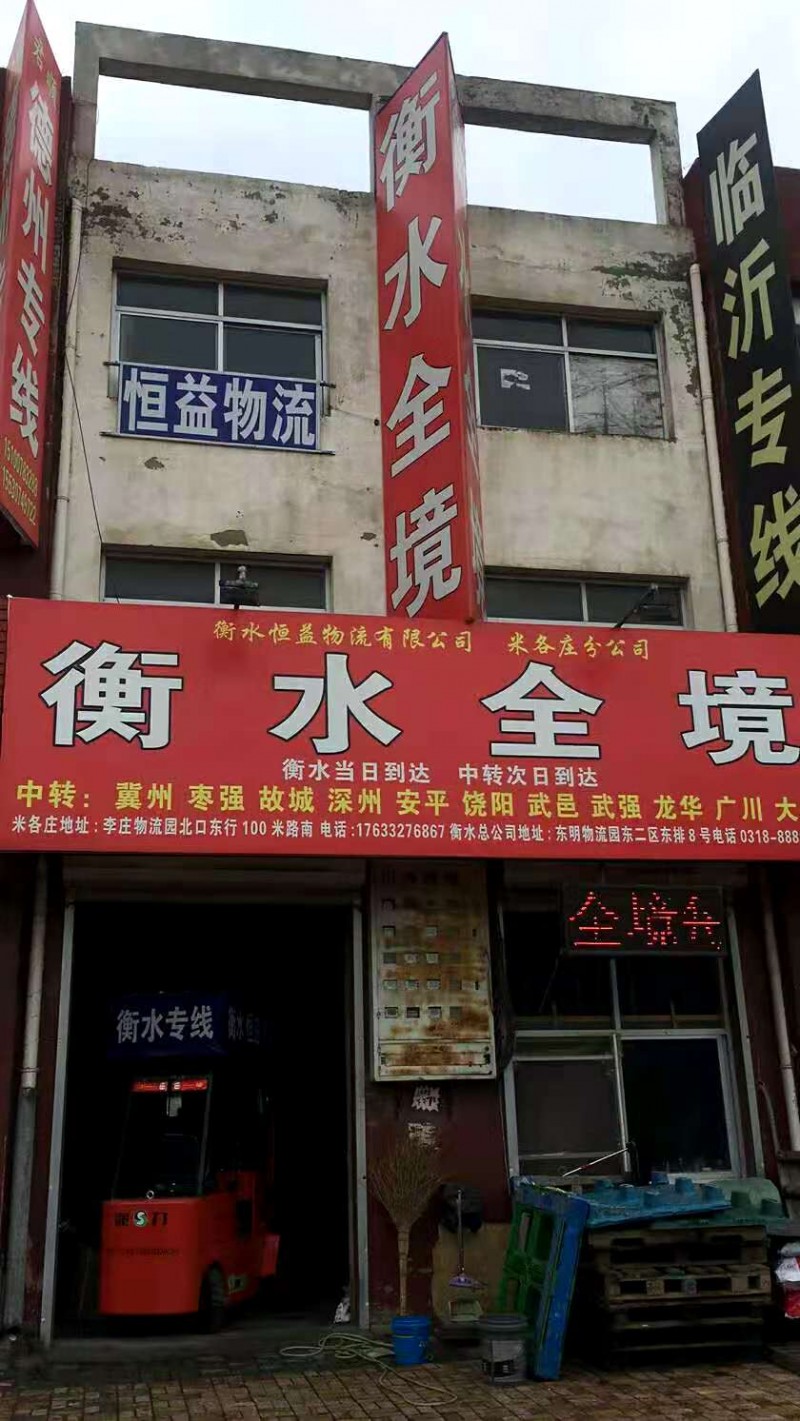 德州专线
衡水全境
临沂专线
恒益物流
衡水恒益物流有限公司 米各庄分公司
衡水全境
衡水当日到达 中转次日到达
中转：冀州 枣强 故城 深州 安平 饶阳 武邑 武强 龙华 广川 大
米各庄地址：李庄物流园北口东行100米路南 电话：17633276867 衡水总公司地址：东明物流园东二区东排8号电话 0318-888
全境
衡水专线